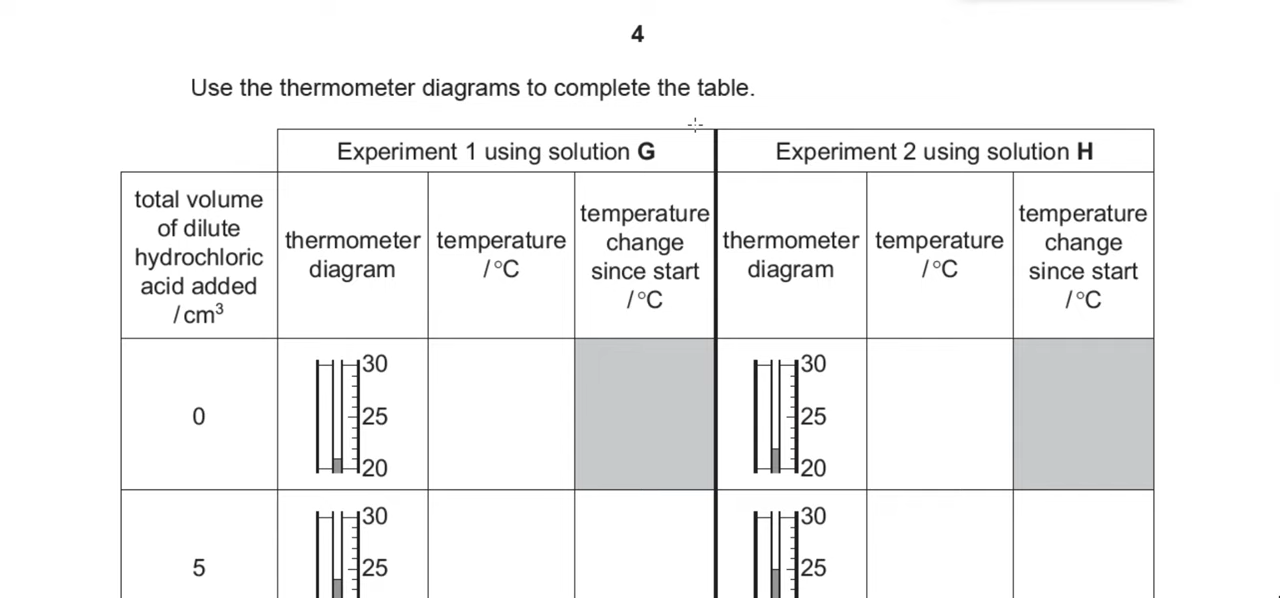 4
Use the thermometer diagrams to complete the table.
Experiment 1 using solution G
Experiment 2 using solution H
total volume
of dilute
hydrochloric
acid added
/ cm³
thermometer
diagram
temperature
/ °C
temperature
change
since start
/ °C
thermometer
diagram
temperature
/ °C
temperature
change
since start
/ °C
0
30
25
20
30
25
20
5
30
25
30
25